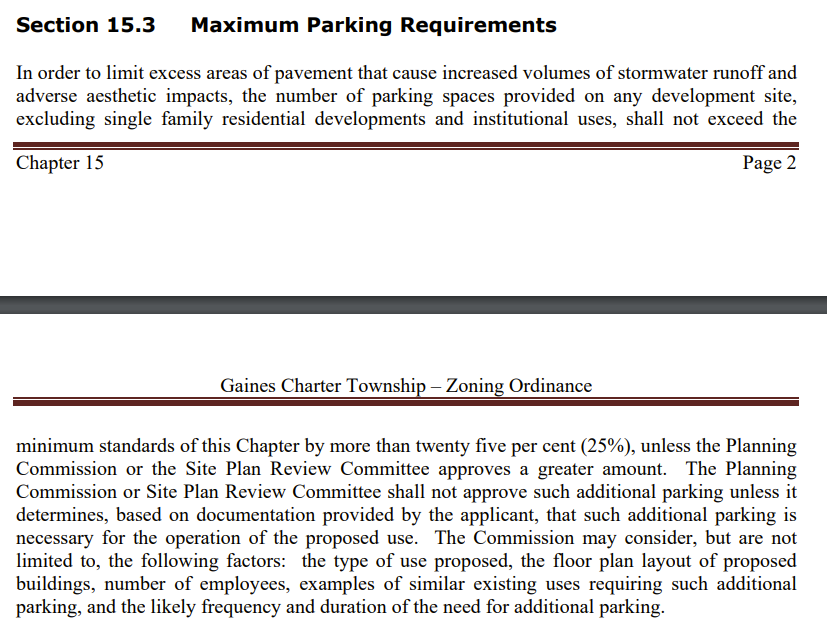 Section 15.3 Maximum Parking Requirements
In order to limit excess areas of pavement that cause increased volumes of stormwater runoff and
adverse aesthetic impacts, the number of parking spaces provided on any development site,
excluding single family residential developments and institutional uses, shall not exceed the
Chapter 15 Page 2
Gaines Charter Township – Zoning Ordinance
minimum standards of this Chapter by more than twenty five per cent (25%), unless the Planning
Commission or the Site Plan Review Committee approves a greater amount. The Planning
Commission or Site Plan Review Committee shall not approve such additional parking unless it
determines, based on documentation provided by the applicant, that such additional parking is
necessary for the operation of the proposed use. The Commission may consider, but are not
limited to, the following factors: the type of use proposed, the floor plan layout of proposed
buildings, number of employees, examples of similar existing uses requiring such additional
parking, and the likely frequency and duration of the need for additional parking.